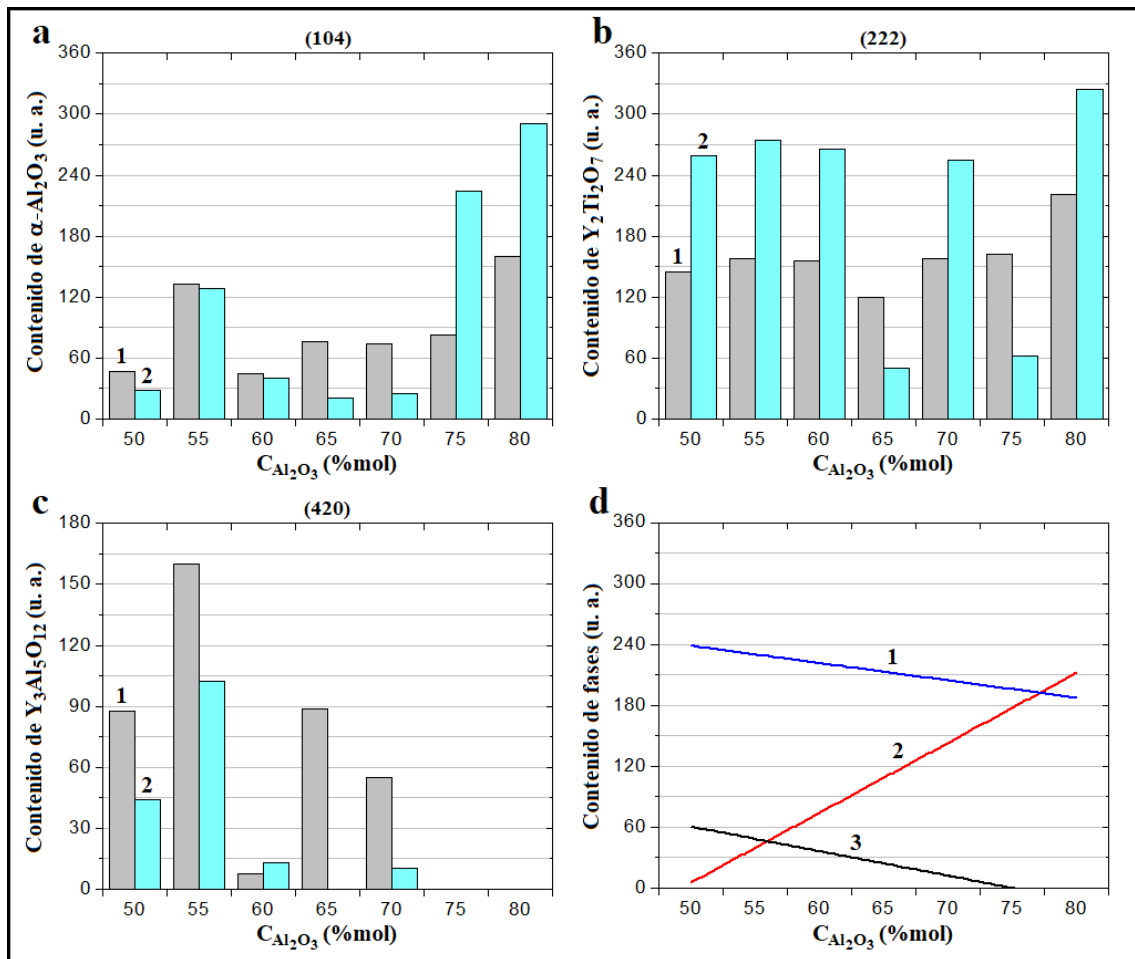 a
(104)
Contenido de α-Al₂O₃ (u. a.)
360
300
240
180
120
60
0
1
2
50 55 60 65 70 75 80
C_Al₂O₃ (%mol)
b
(222)
Contenido de Y₂Ti₂O₇ (u. a.)
360
300
240
180
120
60
0
2
1
50 55 60 65 70 75 80
C_Al₂O₃ (%mol)
c
(420)
Contenido de Y₃Al₅O₁₂ (u. a.)
180
150
120
90
60
30
0
1
2
50 55 60 65 70 75 80
C_Al₂O₃ (%mol)
d
Contenido de fases (u. a.)
360
300
240
180
120
60
0
1
2
3
50 55 60 65 70 75 80
C_Al₂O₃ (%mol)